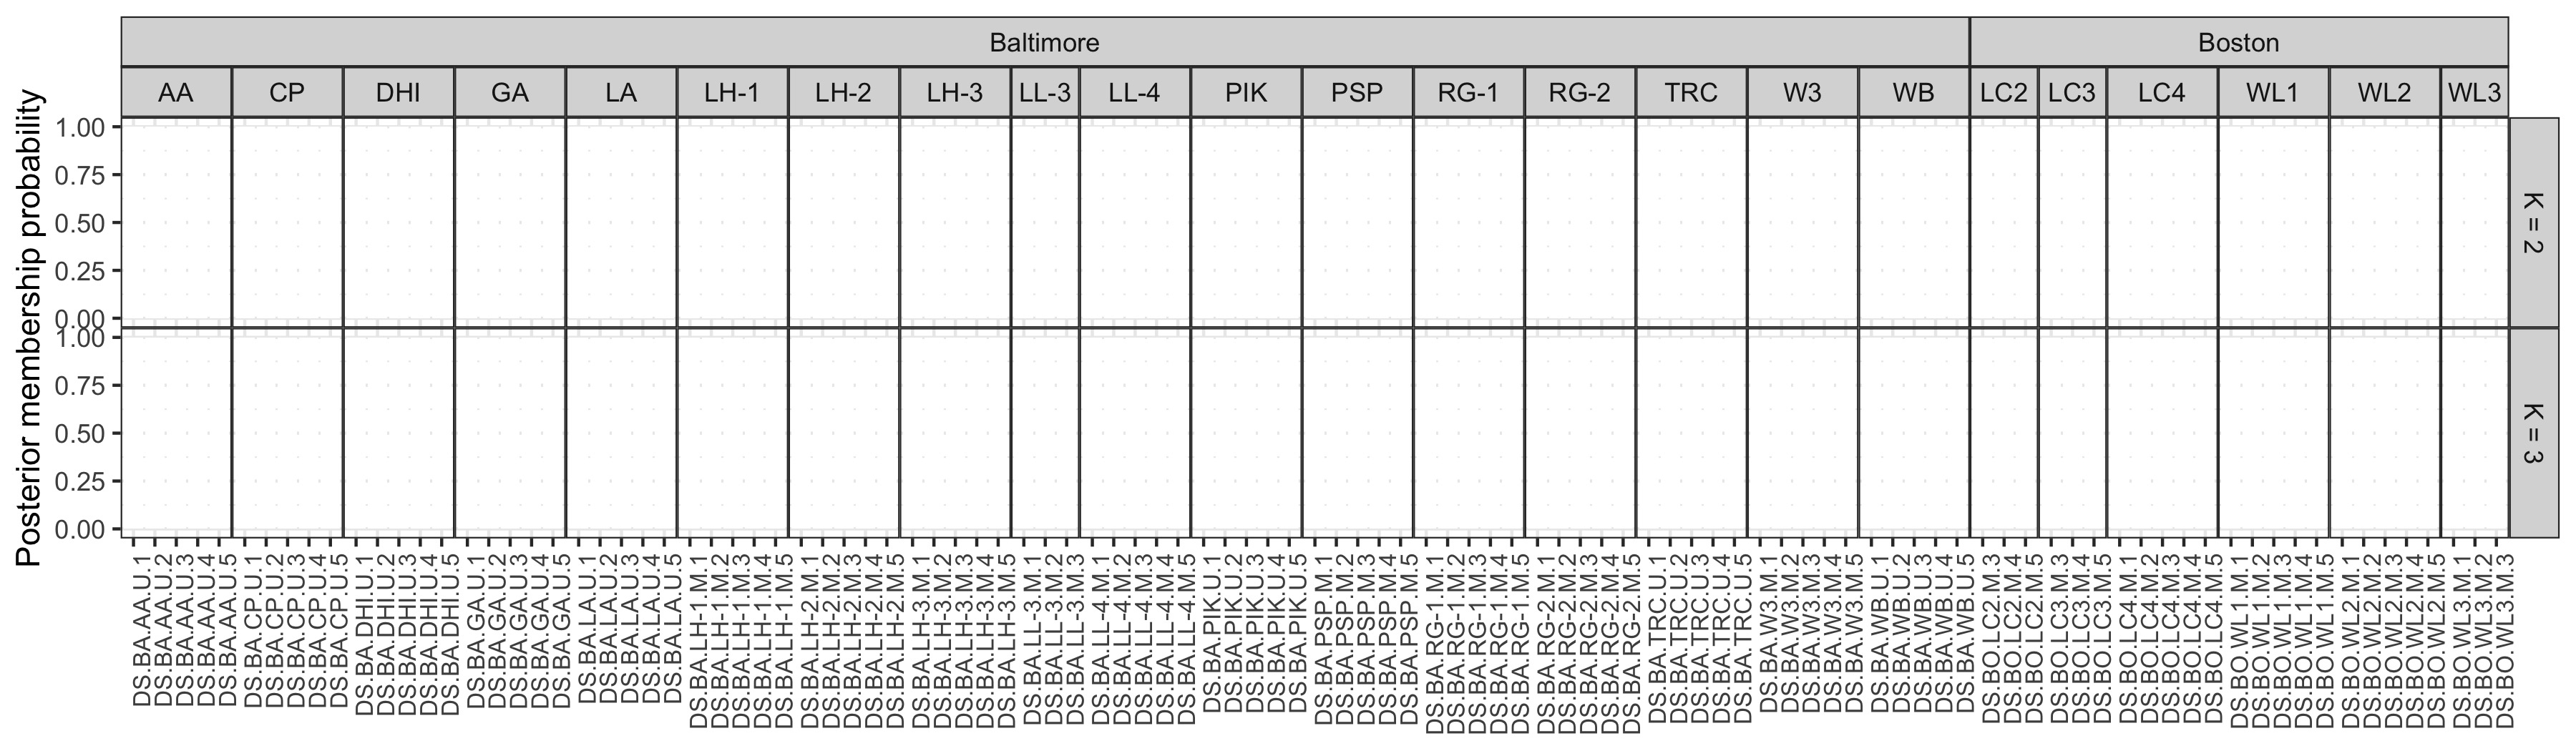 Baltimore Boston
AA CP DHI GA LA LH-1 LH-2 LH-3 LL-3 LL-4 PIK PSP RG-1 RG-2 TRC W3 WB LC2 LC3 LC4 WL1 WL2 WL3
Posterior membership probability
1.00
0.75
0.50
0.25
0.00
K = 2
1.00
0.75
0.50
0.25
0.00
K = 3
DS.BA.AA.U.1
DS.BA.AA.U.2
DS.BA.AA.U.3
DS.BA.AA.U.4
DS.BA.AA.U.5
DS.BA.CP.U.1
DS.BA.CP.U.2
DS.BA.CP.U.3
DS.BA.CP.U.4
DS.BA.CP.U.5
DS.BA.DHI.U.1
DS.BA.DHI.U.2
DS.BA.DHI.U.3
DS.BA.DHI.U.4
DS.BA.DHI.U.5
DS.BA.GA.U.1
DS.BA.GA.U.2
DS.BA.GA.U.3
DS.BA.GA.U.4
DS.BA.GA.U.5
DS.BA.LA.U.1
DS.BA.LA.U.2
DS.BA.LA.U.3
DS.BA.LA.U.4
DS.BA.LA.U.5
DS.BA.LH-1.M.1
DS.BA.LH-1.M.2
DS.BA.LH-1.M.3
DS.BA.LH-1.M.4
DS.BA.LH-1.M.5
DS.BA.LH-2.M.1
DS.BA.LH-2.M.2
DS.BA.LH-2.M.3
DS.BA.LH-2.M.4
DS.BA.LH-2.M.5
DS.BA.LH-3.M.1
DS.BA.LH-3.M.2
DS.BA.LH-3.M.3
DS.BA.LH-3.M.4
DS.BA.LH-3.M.5
DS.BA.LL-3.M.1
DS.BA.LL-3.M.2
DS.BA.LL-3.M.3
DS.BA.LL-4.M.1
DS.BA.LL-4.M.2
DS.BA.LL-4.M.3
DS.BA.LL-4.M.4
DS.BA.LL-4.M.5
DS.BA.PIK.U.1
DS.BA.PIK.U.2
DS.BA.PIK.U.3
DS.BA.PIK.U.4
DS.BA.PIK.U.5
DS.BA.PSP.M.1
DS.BA.PSP.M.2
DS.BA.PSP.M.3
DS.BA.PSP.M.4
DS.BA.PSP.M.5
DS.BA.RG-1.M.1
DS.BA.RG-1.M.2
DS.BA.RG-1.M.3
DS.BA.RG-1.M.4
DS.BA.RG-1.M.5
DS.BA.RG-2.M.1
DS.BA.RG-2.M.2
DS.BA.RG-2.M.3
DS.BA.RG-2.M.4
DS.BA.RG-2.M.5
DS.BA.TRC.U.1
DS.BA.TRC.U.2
DS.BA.TRC.U.3
DS.BA.TRC.U.4
DS.BA.TRC.U.5
DS.BA.W3.M.1
DS.BA.W3.M.2
DS.BA.W3.M.3
DS.BA.W3.M.4
DS.BA.W3.M.5
DS.BA.WB.U.1
DS.BA.WB.U.2
DS.BA.WB.U.3
DS.BA.WB.U.4
DS.BA.WB.U.5
DS.BO.LC2.M.3
DS.BO.LC2.M.4
DS.BO.LC2.M.5
DS.BO.LC3.M.3
DS.BO.LC3.M.4
DS.BO.LC3.M.5
DS.BO.LC4.M.1
DS.BO.LC4.M.2
DS.BO.LC4.M.3
DS.BO.LC4.M.4
DS.BO.LC4.M.5
DS.BO.WL1.M.1
DS.BO.WL1.M.2
DS.BO.WL1.M.3
DS.BO.WL1.M.4
DS.BO.WL1.M.5
DS.BO.WL2.M.1
DS.BO.WL2.M.2
DS.BO.WL2.M.3
DS.BO.WL2.M.4
DS.BO.WL2.M.5
DS.BO.WL3.M.1
DS.BO.WL3.M.2
DS.BO.WL3.M.3